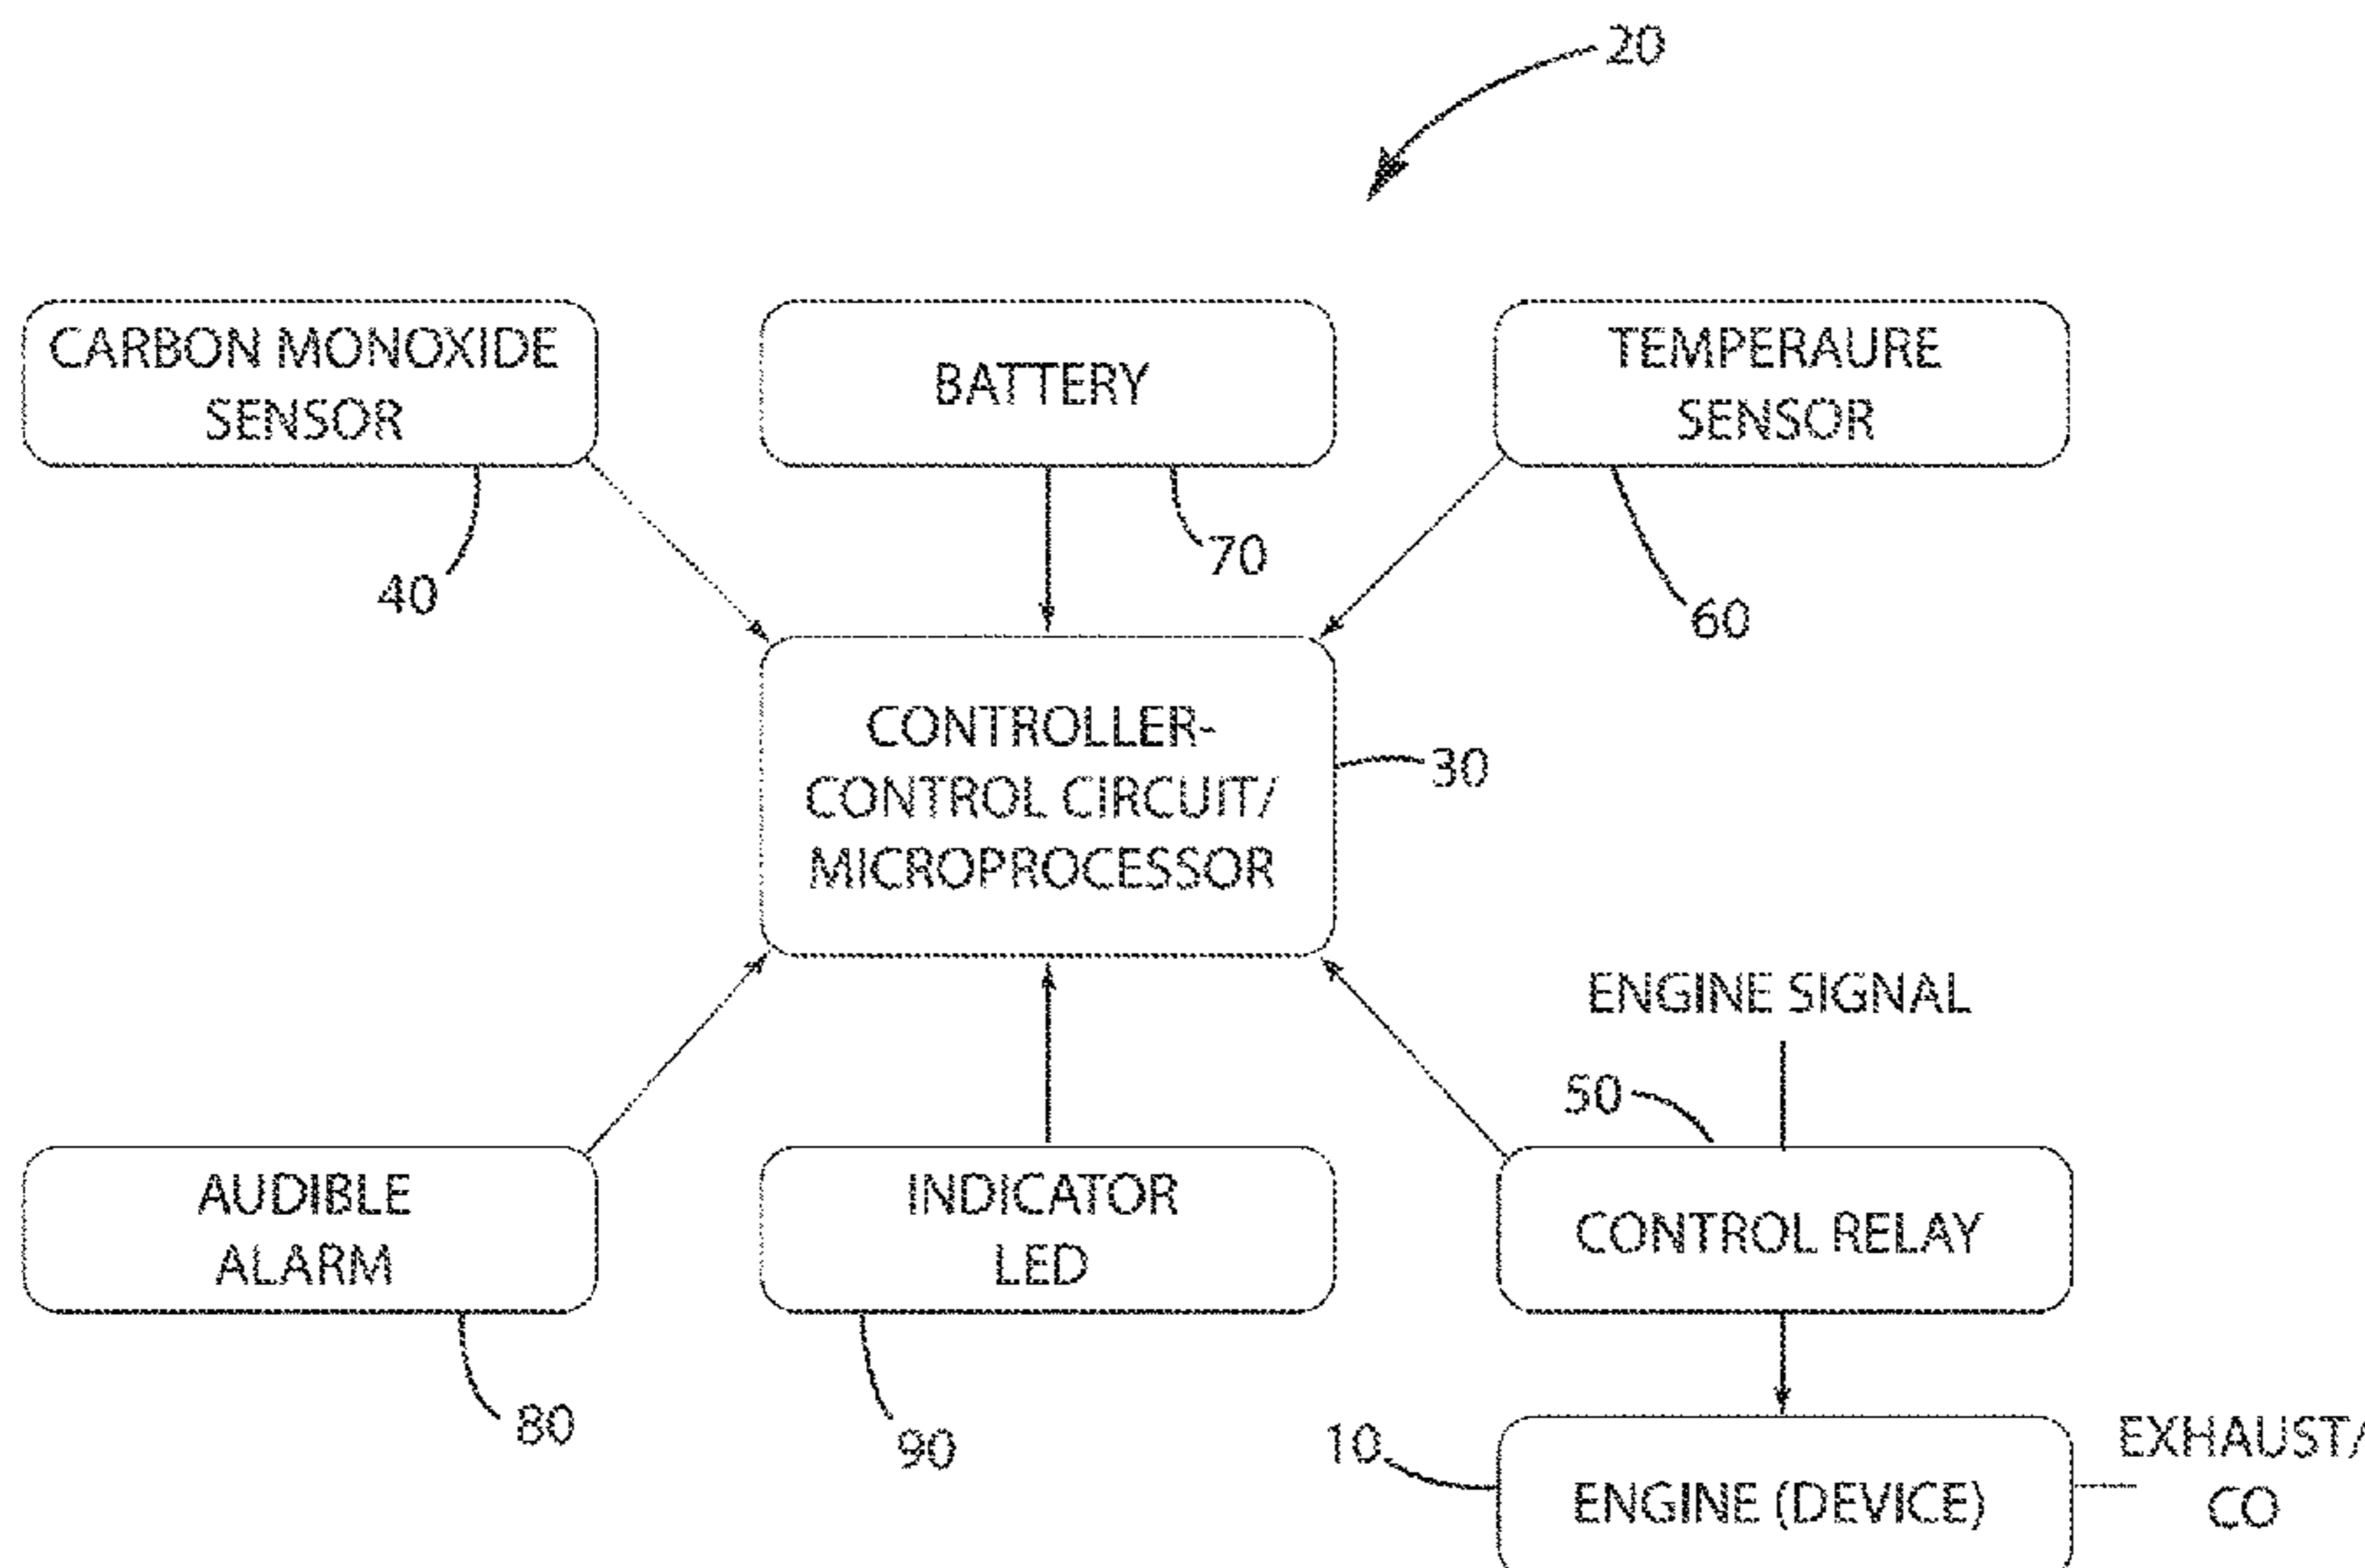 20
CARBON MONOXIDE
SENSOR
BATTERY
TEMPERAURE
SENSOR
40
70
60
CONTROLLER-
CONTROL CIRCUIT/
MICROPROCESSOR
30
ENGINE SIGNAL
50
AUDIBLE
ALARM
INDICATOR
LED
CONTROL RELAY
80
90
10
ENGINE (DEVICE)
EXHAUST/
CO